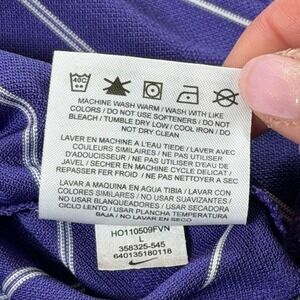 40C
MACHINE WASH WARM / WASH WITH LIKE
COLORS / DO NOT USE SOFTENERS / DO NOT
BLEACH / TUMBLE DRY LOW / COOL IRON / DO
NOT DRY CLEAN
LAVER EN MACHINE A L'EAU TIEDE / LAVER AVEC
COULEURS SIMILAIRES / NE PAS UTILISER
D'ADOUCISSEUR / NE PAS UTILISER D'EAU DE
JAVEL / SECHER EN MACHINE CYCLE DELICAT /
REPASSER FER FROID / NE PAS NETTOYER A SEC
LAVAR A MAQUINA EN AGUA TIBIA / LAVAR CON
COLORES SIMILARES / NO USAR SUAVIZANTES
/ NO USAR BLANQUEADORES / USAR SECADORA
CICLO LENTO / USAR PLANCHA TEMPERATURA
BAJA / NO LAVAR EN SECO
HO110509FVN
L
358325-545
640135180118